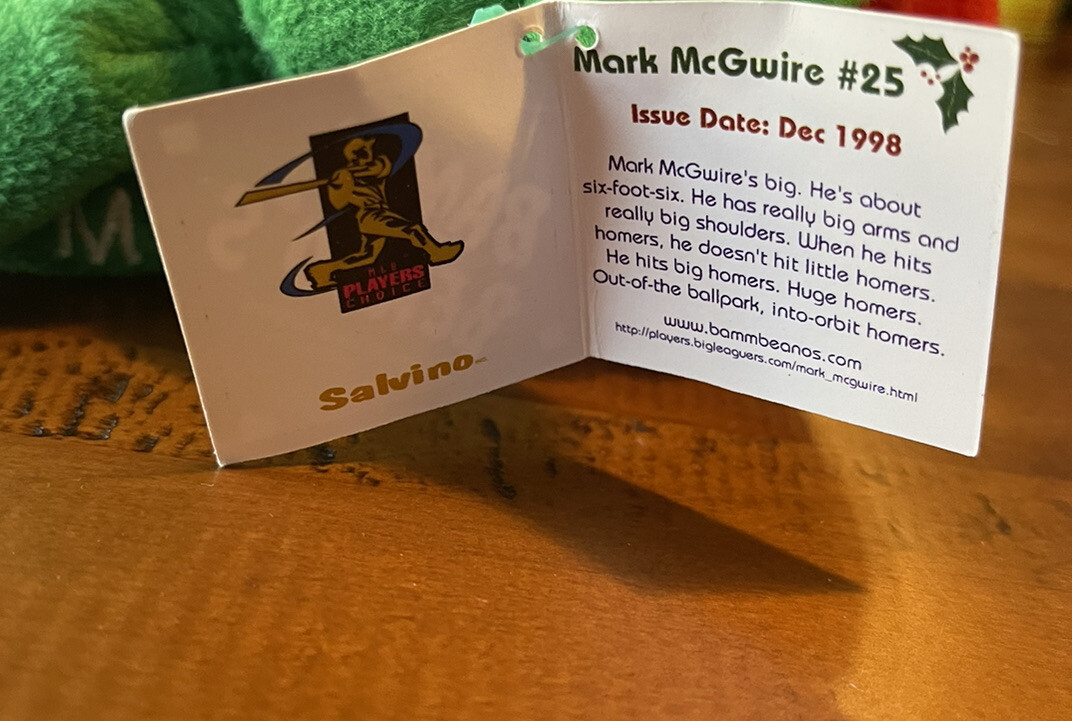 M
MLB
PLAYERS
CHOICE
Salvino
Mark McGwire #25
Issue Date: Dec 1998
Mark McGwire's big. He's about
six-foot-six. He has really big arms and
really big shoulders. When he hits
homers, he doesn't hit little homers.
He hits big homers. Huge homers.
Out-of-the ballpark, into-orbit homers.
www.bammbeanos.com
http://players.bigleaguers.com/mark_mcgwire.html